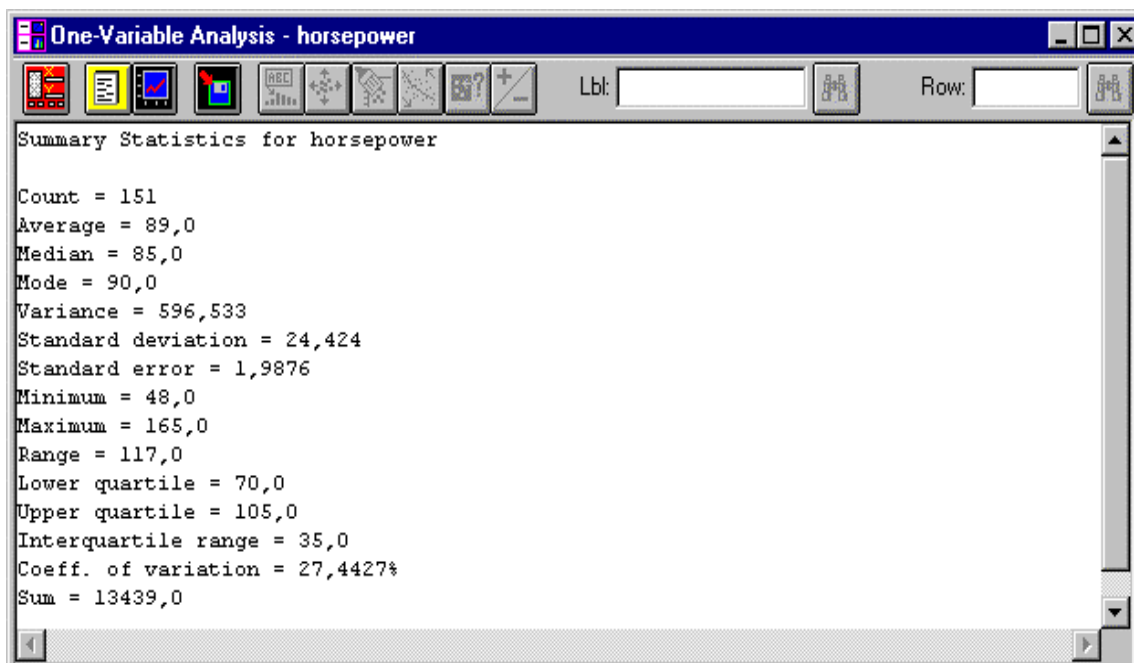 One-Variable Analysis - horsepower
ABC
Lbl:
Row:
Summary Statistics for horsepower
Count = 151
Average = 89,0
Median = 85,0
Mode = 90,0
Variance = 596,533
Standard deviation = 24,424
Standard error = 1,9876
Minimum = 48,0
Maximum = 165,0
Range = 117,0
Lower quartile = 70,0
Upper quartile = 105,0
Interquartile range = 35,0
Coeff. of variation = 27,4427%
Sum = 13439,0